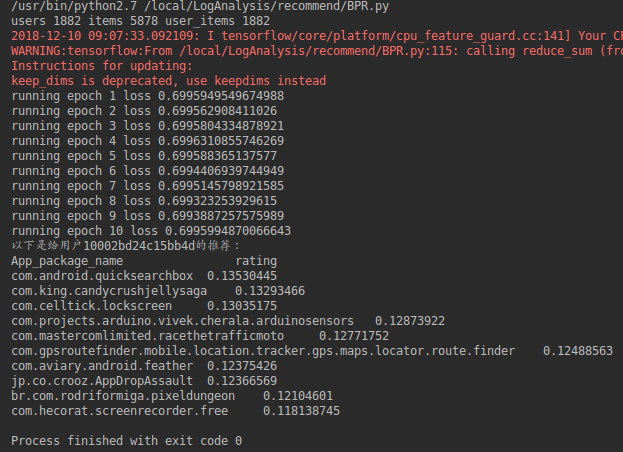 /usr/bin/python2.7 /local/LogAnalysis/recommend/BPR.py
users 1882 items 5878 user_items 1882
2018-12-10 09:07:33.092109: I tensorflow/core/platform/cpu_feature_guard.cc:141] Your
WARNING:tensorflow:From /local/LogAnalysis/recommend/BPR.py:115: calling reduce_sum
Instructions for updating:
keep_dims is deprecated, use keepdims instead
running epoch 1 loss 0.6995949549674988
running epoch 2 loss 0.699562908411026
running epoch 3 loss 0.6995804334878921
running epoch 4 loss 0.6996310855746269
running epoch 5 loss 0.699588365137577
running epoch 6 loss 0.6994406939744949
running epoch 7 loss 0.6995145798921585
running epoch 8 loss 0.699323253929615
running epoch 9 loss 0.6993887257575989
running epoch 10 loss 0.6995994870066643
以下是给用户10002bd24c15bb4d的推荐：
App_package_name rating
com.android.quicksearchbox 0.13530445
com.king.candycrushjellysaga 0.13293466
com.celltick.lockscreen 0.13035175
com.projects.arduino.vivek.cherala.arduinosensors 0.12873922
com.mastercomlimited.racethetrafficmoto 0.12771752
com.gpsroutefinder.mobile.location.tracker.gps.maps.locator.route.finder 0.12488563
com.aviary.android.feather 0.12375426
jp.co.crooz.AppDropAssault 0.12366569
br.com.rodriformiga.pixeldungeon 0.12104601
com.hecorat.screenrecorder.free 0.118138745
Process finished with exit code 0